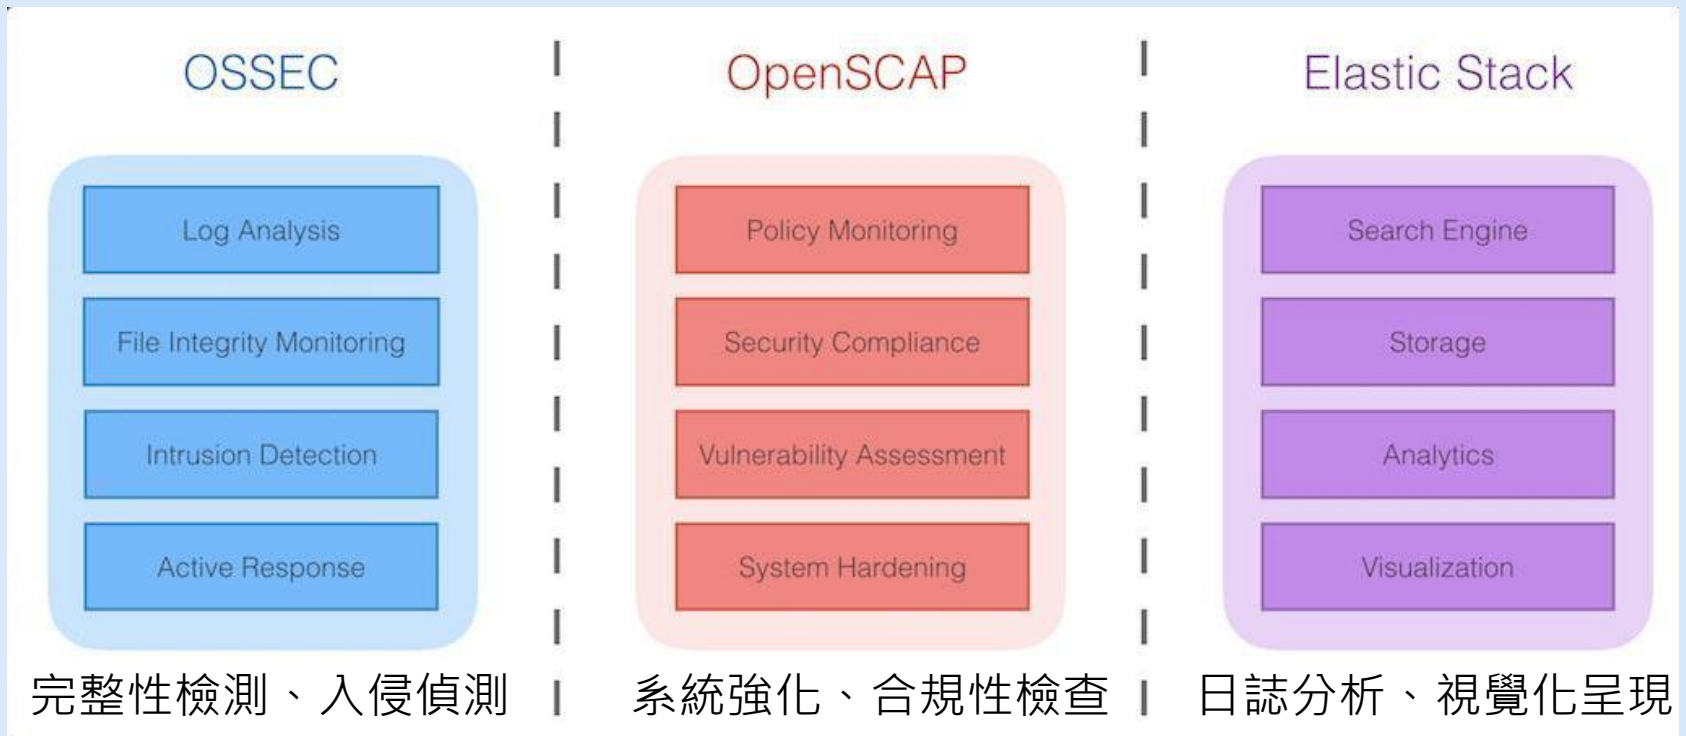 OSSEC
Log Analysis
File Integrity Monitoring
Intrusion Detection
Active Response
完整性檢測、入侵偵測
OpenSCAP
Policy Monitoring
Security Compliance
Vulnerability Assessment
System Hardening
系統強化、合規性檢查
Elastic Stack
Search Engine
Storage
Analytics
Visualization
日誌分析、視覺化呈現